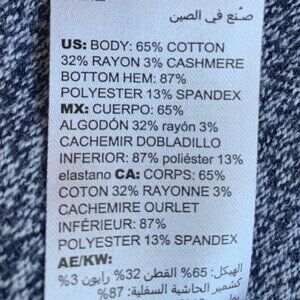 صنع في الصين
US: BODY: 65% COTTON
32% RAYON 3% CASHMERE
BOTTOM HEM: 87%
POLYESTER 13% SPANDEX
MX: CUERPO: 65%
ALGODÓN 32% rayón 3%
CACHEMIR DOBLADILLO
INFERIOR: 87% poliéster 13%
elastano CA: CORPS: 65%
COTON 32% RAYONNE 3%
CACHEMIRE OURLET
INFÉRIEUR: 87%
POLYESTER 13% SPANDEX
AE/KW:
الهيكل: 65% القطن 32% رايون 3%
كشمير الحاشية السفلية: 87%